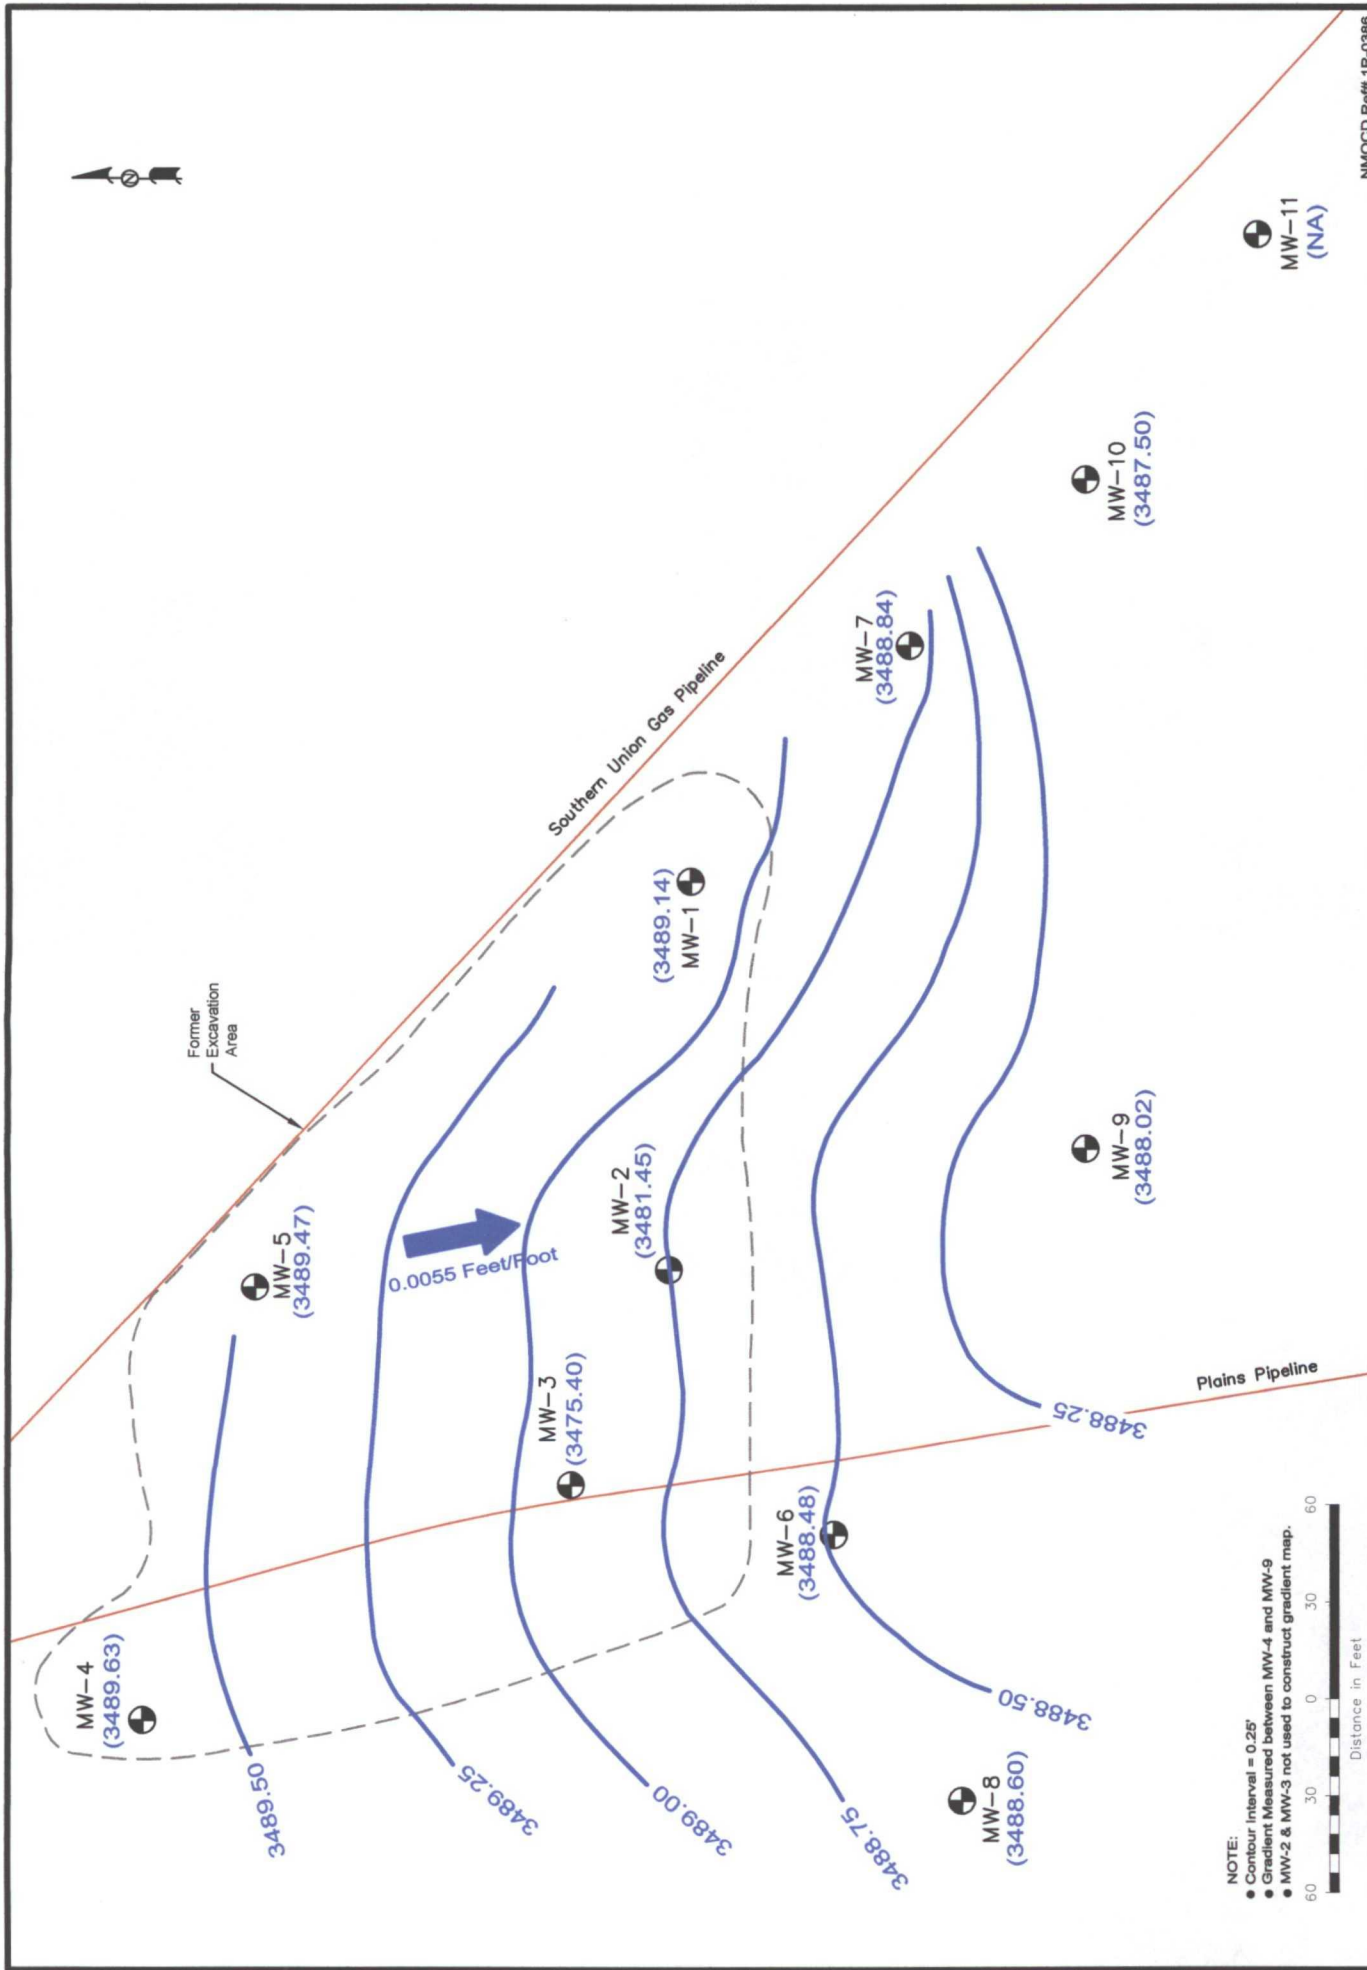 N
Former
Excavation
Area
MW-4
(3489.63)
MW-5
(3489.47)
3489.50
0.0055 Feet/Foot
Southern Union Gas Pipeline
3489.25
MW-3
(3475.40)
MW-2
(3481.45)
(3489.14)
MW-1
3489.00
MW-7
(3488.84)
3488.75
MW-6
(3488.48)
MW-8
(3488.60)
3488.50
3488.25
MW-9
(3488.02)
MW-10
(3487.50)
MW-11
(NA)
Plains Pipeline
NOTE:
● Contour Interval = 0.25'
● Gradient Measured between MW-4 and MW-9
● MW-2 & MW-3 not used to construct gradient map.
60 30 0 30 60
Distance in Feet
NMOCD Ref# 1R-0386